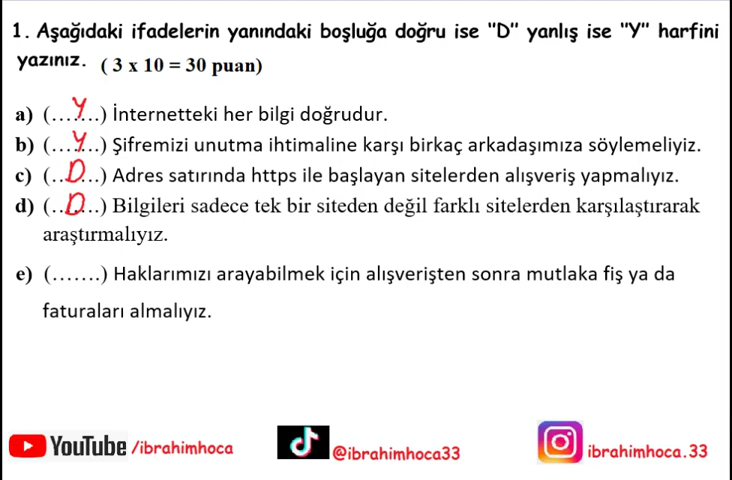 1. Aşağıdaki ifadelerin yanındaki boşluğa doğru ise "D" yanlış ise "Y" harfini
yazınız. ( 3 x 10 = 30 puan)
a) (...Y...) İnternetteki her bilgi doğrudur.
b) (...Y...) Şifremizi unutma ihtimaline karşı birkaç arkadaşımıza söylemeliyiz.
c) (...D...) Adres satırında https ile başlayan sitelerden alışveriş yapmalıyız.
d) (...D...) Bilgileri sadece tek bir siteden değil farklı sitelerden karşılaştırarak
araştırmalıyız.
e) (.......) Haklarımızı arayabilmek için alışverişten sonra mutlaka fiş ya da
faturaları almalıyız.
YouTube /ibrahimhoca @ibrahimhoca33 ibrahimhoca.33